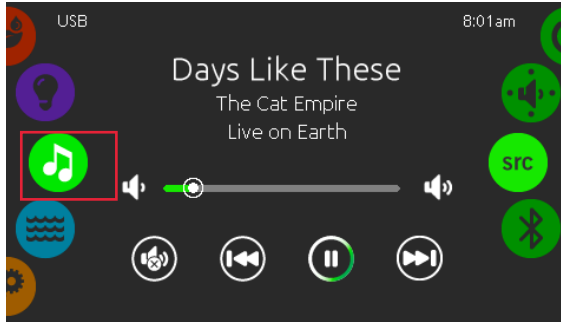 USB
8:01am
Days Like These
The Cat Empire
Live on Earth
src